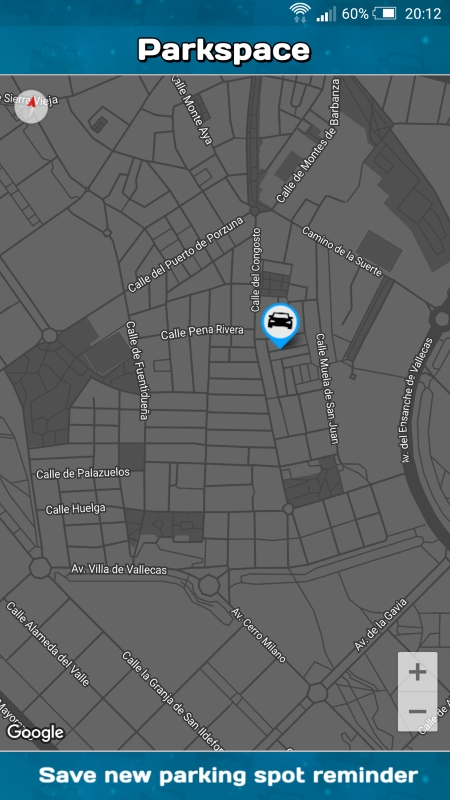 60% 20:12
Parkspace
Sierra Vieja
Calle Monte Aya
Calle de Montes de Barbanza
Calle del Puerto de Porzuna
Calle del Congosto
Camino de la Suerte
Calle de Fuentidueña
Calle Pena Rivera
Calle Muela de San Juan
Av. del Ensanche de Vallecas
Calle de Palazuelos
Calle Huelga
Av. Villa de Vallecas
Calle Alameda del Valle
Av. Cerro Milano
Av. de la Gavia
Calle la Granja de San Ildefor
+
−
Mayor
Calle de A
Google
Save new parking spot reminder